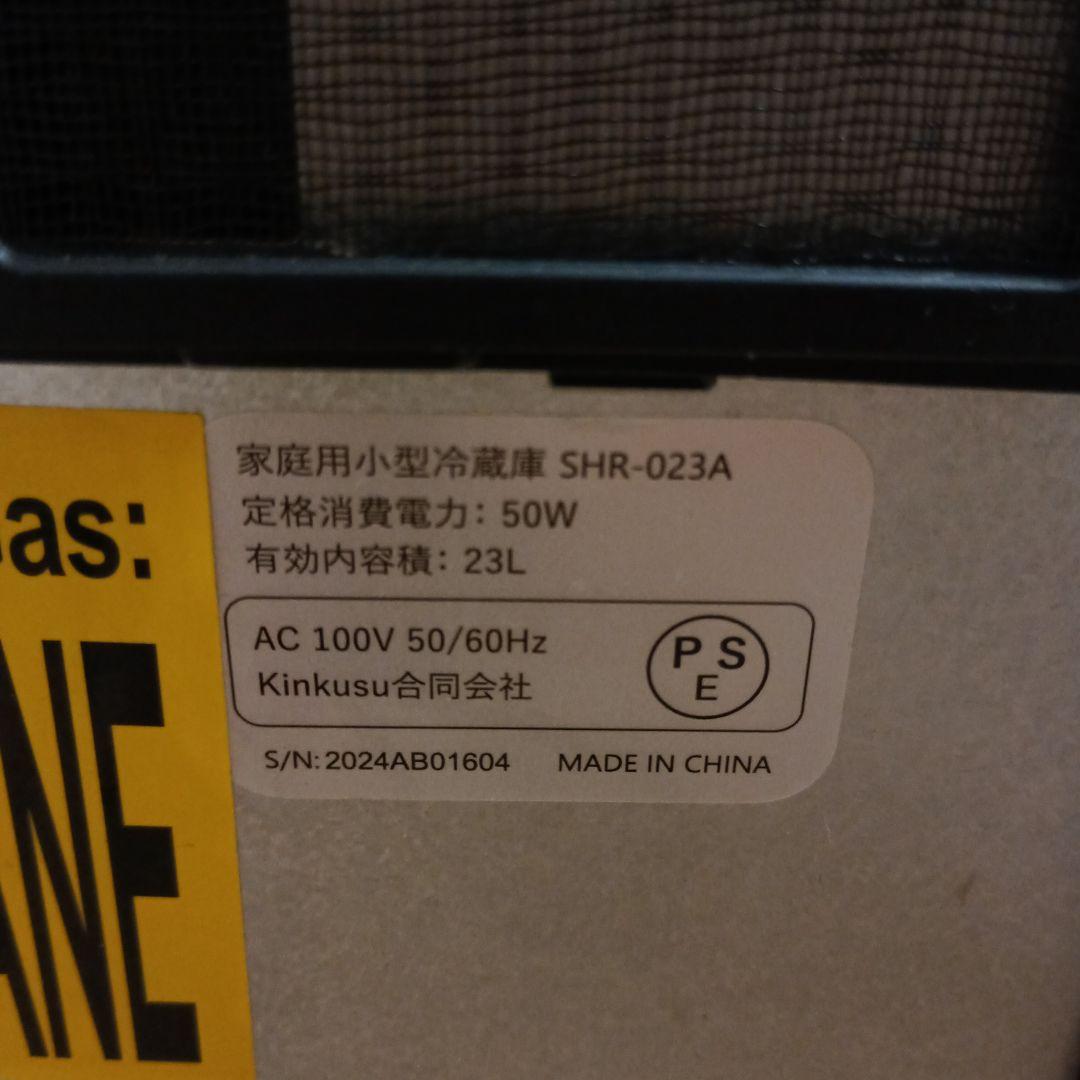 家庭用小型冷蔵庫 SHR-023A
定格消費電力：50W
有効内容積：23L
AC 100V 50/60Hz
Kinkusu合同会社
PSE
S/N: 2024AB01604 MADE IN CHINA
as:
ANE